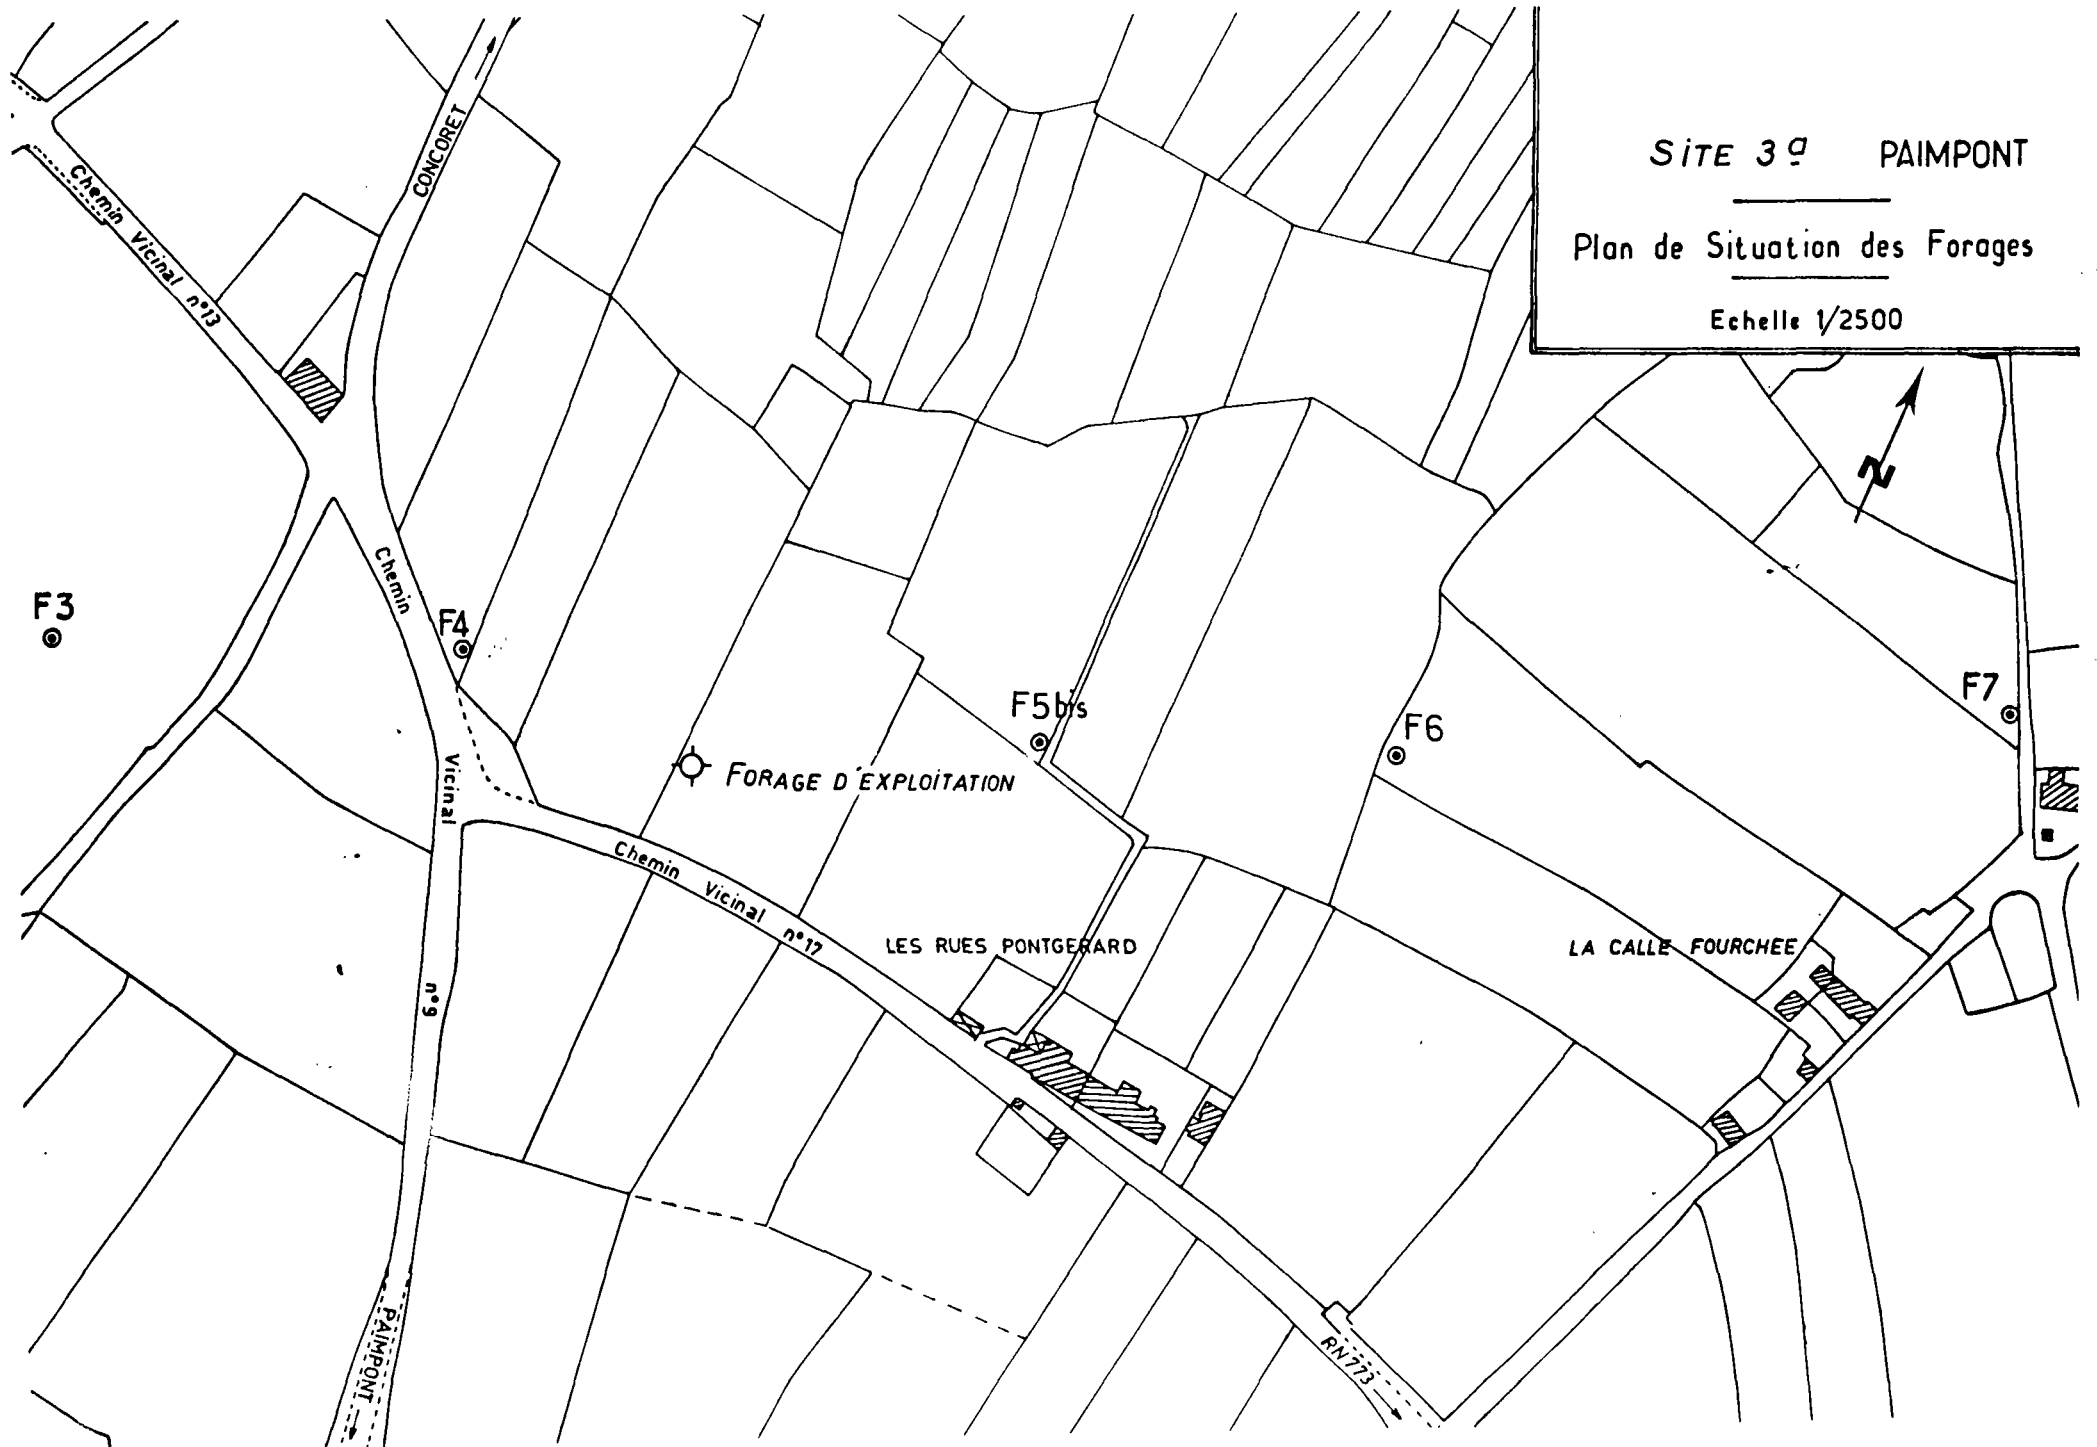 SITE 3a PAIMPONT
Plan de Situation des Forages
Echelle 1/2500
N
CONCORET
Chemin Vicinal n°13
F3
Chemin
F4
Vicinal
n°9
F5bis
F6
F7
FORAGE D'EXPLOITATION
Chemin Vicinal n°17
LES RUES PONTGERARD
LA CALLE FOURCHEE
RN773
PAIMPONT